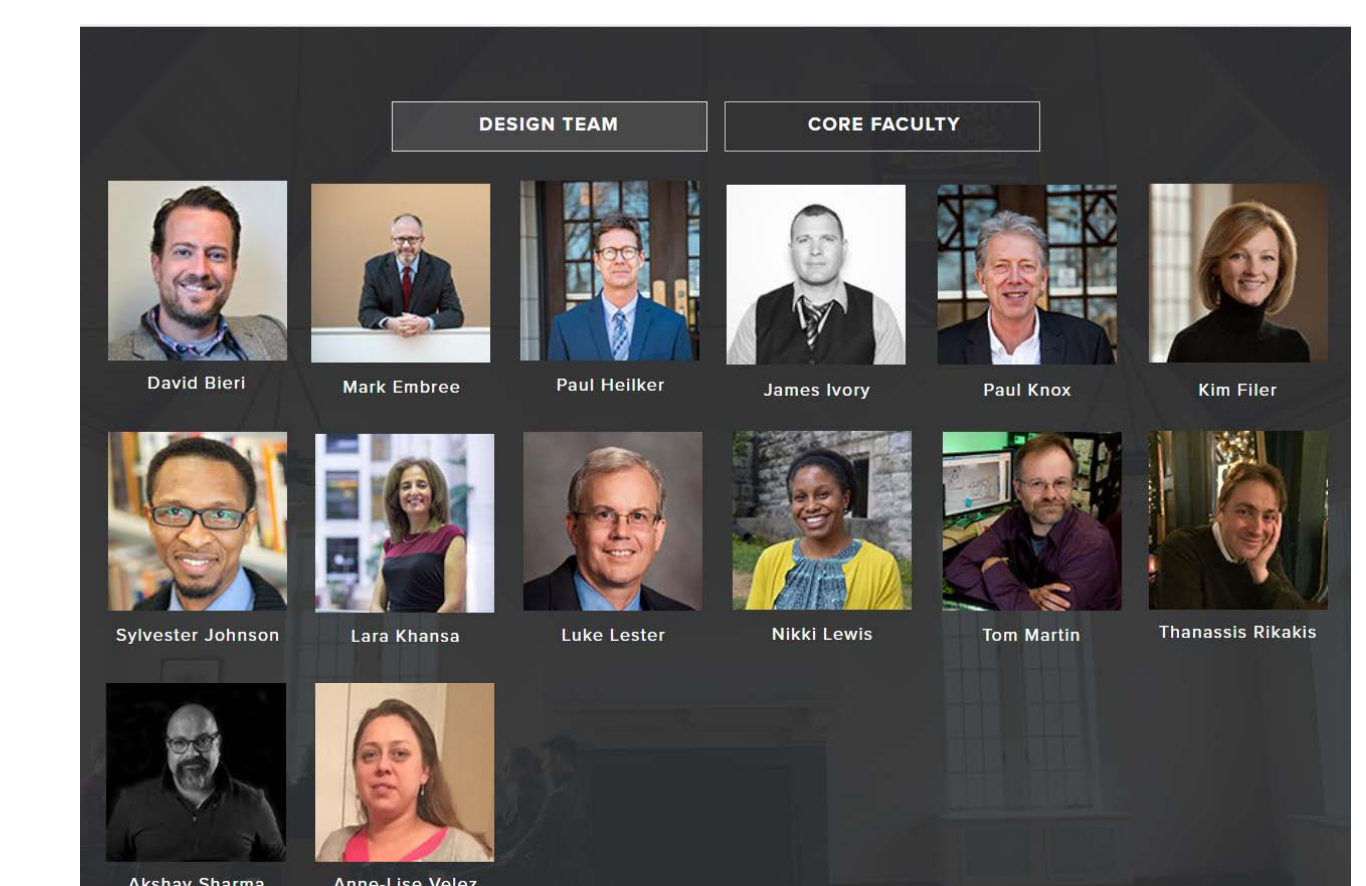 DESIGN TEAM
CORE FACULTY
David Bieri
Mark Embree
Paul Heilker
James Ivory
Paul Knox
Kim Filer
Sylvester Johnson
Lara Khansa
Luke Lester
Nikki Lewis
Tom Martin
Thanassis Rikakis
Akshay Sharma
Anne-Lise Velez